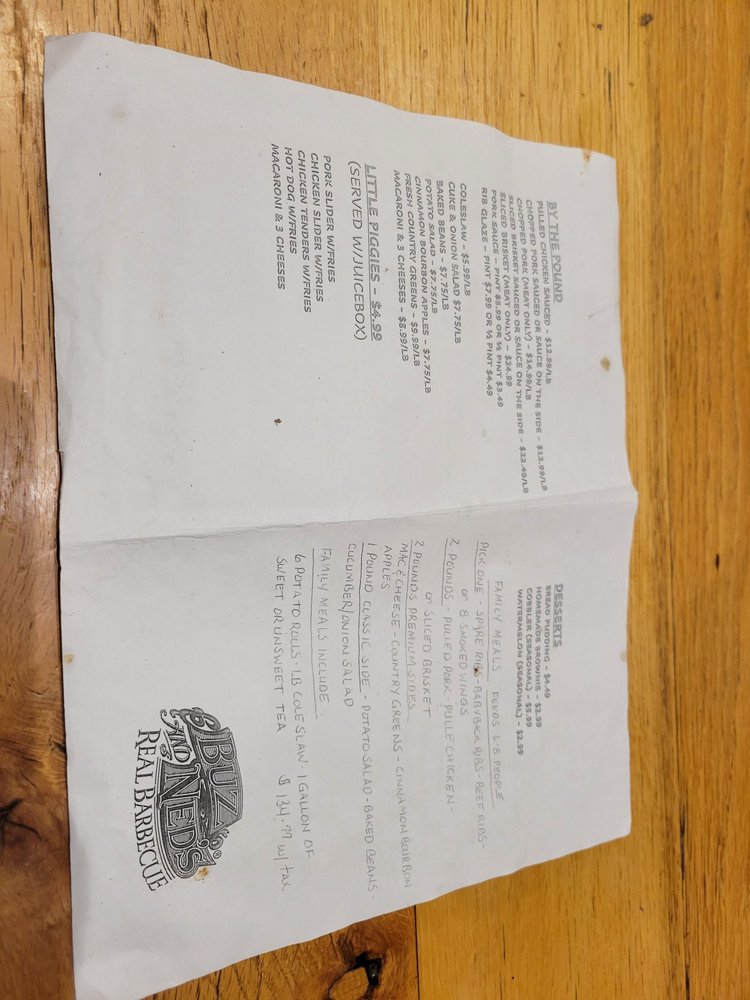 BY THE POUND
PULLED CHICKEN SAUCED - $12.99/LB
CHOPPED PORK SAUCED OR SAUCE ON THE SIDE - $12.99/LB
CHOPPED PORK (MEAT ONLY) - $14.99/LB
SLICED BRISKET SAUCED OR SAUCE ON THE SIDE - $22.49/LB
SLICED BRISKET (MEAT ONLY) - $24.99
PORK SAUCE - PINT $5.99 OR ½ PINT $3.49
RIB GLAZE - PINT $7.99 OR ½ PINT $4.49
COLESLAW - $5.99/LB
CUKE & ONION SALAD $7.75/LB
BAKED BEANS - $7.75/LB
POTATO SALAD - $7.75/LB
CINNAMON BOURBON APPLES - $7.75/LB
FRESH COUNTRY GREENS - $9.99/LB
MACARONI & 3 CHEESES - $8.99/LB
LITTLE PIGGIES - $4.99
(SERVED W/JUICEBOX)
PORK SLIDER W/FRIES
CHICKEN SLIDER W/FRIES
CHICKEN TENDERS W/FRIES
HOT DOG W/FRIES
MACARONI & 3 CHEESES
DESSERTS
BREAD PUDDING - $4.49
HOMEMADE BROWNIE - $2.99
COBBLER (SEASONAL) - $5.99
WATERMELON (SEASONAL) - $2.99
FAMILY MEALS FEEDS 6-8 PEOPLE
PICK ONE - SPARE RIBS - BABYBACK RIBS - BEEF RIBS -
or 8 SMOKED WINGS
2 POUNDS - PULLED PORK - PULLE CHICKEN -
or SLICED BRISKET
2 POUNDS PREMIUM SIDES
MAC & CHEESE - COUNTRY GREENS - CINNAMON BOURBON
APPLES
1 POUND CLASSIC SIDE - POTATO SALAD - BAKED BEANS -
CUCUMBER/ONION SALAD
FAMILY MEALS INCLUDE
6 POTATO ROLLS - 1LB COLE SLAW - 1 GALLON OF
SWEET OR UNSWEET TEA $134.99 w/ TAX
BUZ
AND NED'S®
REAL BARBECUE